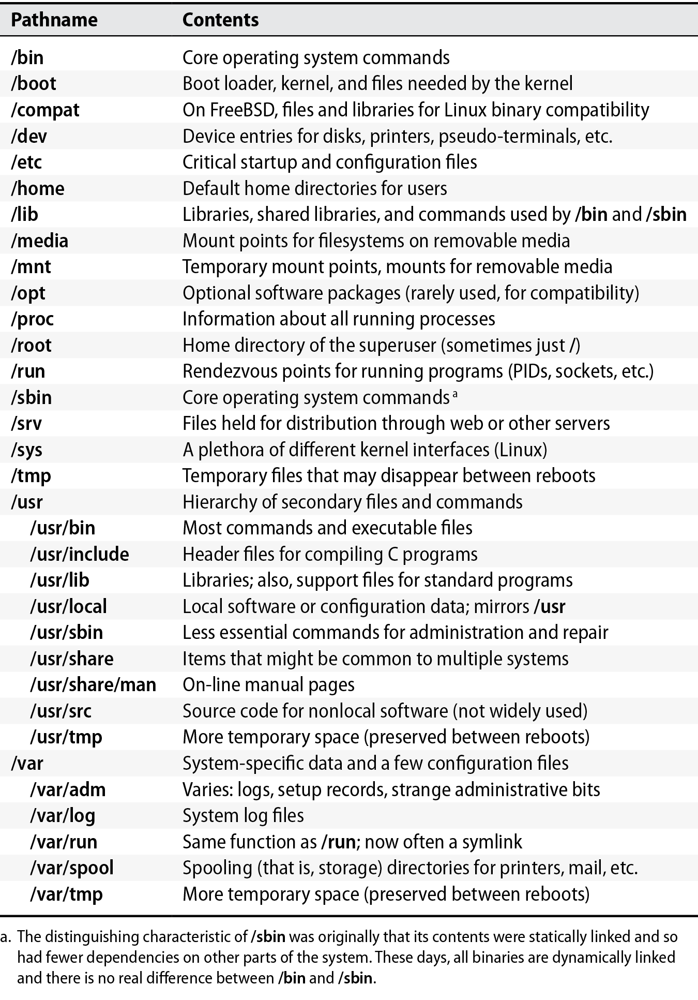 Pathname Contents
/bin Core operating system commands
/boot Boot loader, kernel, and files needed by the kernel
/compat On FreeBSD, files and libraries for Linux binary compatibility
/dev Device entries for disks, printers, pseudo-terminals, etc.
/etc Critical startup and configuration files
/home Default home directories for users
/lib Libraries, shared libraries, and commands used by /bin and /sbin
/media Mount points for filesystems on removable media
/mnt Temporary mount points, mounts for removable media
/opt Optional software packages (rarely used, for compatibility)
/proc Information about all running processes
/root Home directory of the superuser (sometimes just /)
/run Rendezvous points for running programs (PIDs, sockets, etc.)
/sbin Core operating system commands a
/srv Files held for distribution through web or other servers
/sys A plethora of different kernel interfaces (Linux)
/tmp Temporary files that may disappear between reboots
/usr Hierarchy of secondary files and commands
/usr/bin Most commands and executable files
/usr/include Header files for compiling C programs
/usr/lib Libraries; also, support files for standard programs
/usr/local Local software or configuration data; mirrors /usr
/usr/sbin Less essential commands for administration and repair
/usr/share Items that might be common to multiple systems
/usr/share/man On-line manual pages
/usr/src Source code for nonlocal software (not widely used)
/usr/tmp More temporary space (preserved between reboots)
/var System-specific data and a few configuration files
/var/adm Varies: logs, setup records, strange administrative bits
/var/log System log files
/var/run Same function as /run; now often a symlink
/var/spool Spooling (that is, storage) directories for printers, mail, etc.
/var/tmp More temporary space (preserved between reboots)
a. The distinguishing characteristic of /sbin was originally that its contents were statically linked and so
had fewer dependencies on other parts of the system. These days, all binaries are dynamically linked
and there is no real difference between /bin and /sbin.